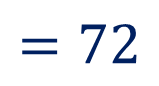 = 72